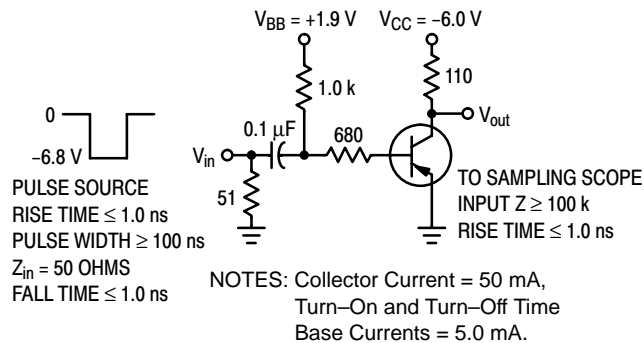 V_BB = +1.9 V
V_CC = −6.0 V
1.0 k
110
V_out
0
−6.8 V
0.1 μF
680
V_in
51
PULSE SOURCE
RISE TIME ≤ 1.0 ns
PULSE WIDTH ≥ 100 ns
Z_in = 50 OHMS
FALL TIME ≤ 1.0 ns
TO SAMPLING SCOPE
INPUT Z ≥ 100 k
RISE TIME ≤ 1.0 ns
NOTES: Collector Current = 50 mA,
Turn–On and Turn–Off Time
Base Currents = 5.0 mA.